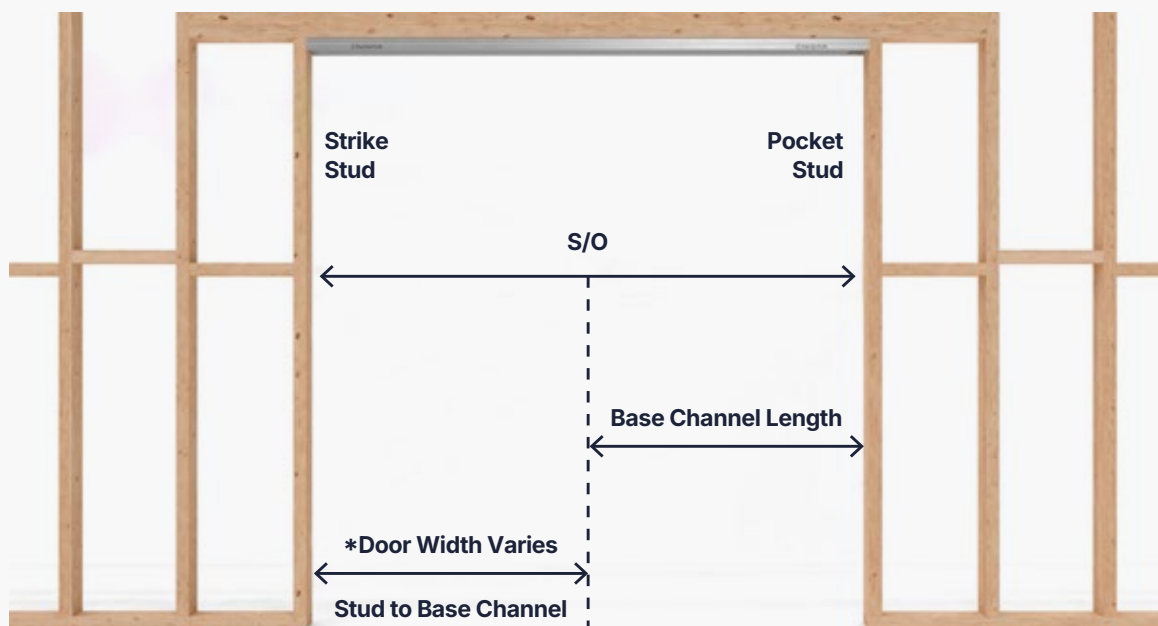 Strike
Stud
Pocket
Stud
S/O
Base Channel Length
*Door Width Varies
Stud to Base Channel